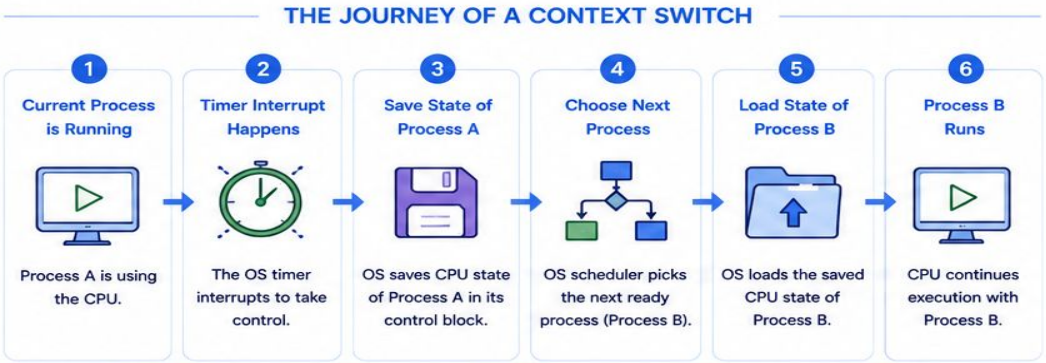 THE JOURNEY OF A CONTEXT SWITCH
1
Current Process
is Running
Process A is using
the CPU.
2
Timer Interrupt
Happens
The OS timer
interrupts to take
control.
3
Save State of
Process A
OS saves CPU state
of Process A in its
control block.
4
Choose Next
Process
OS scheduler picks
the next ready
process (Process B).
5
Load State of
Process B
OS loads the saved
CPU state of
Process B.
6
Process B
Runs
CPU continues
execution with
Process B.